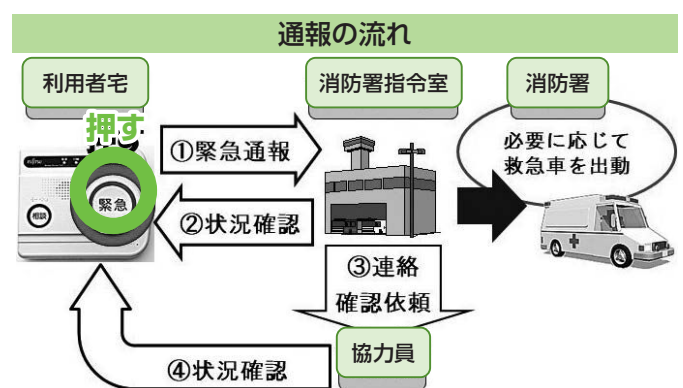 通報の流れ
利用者宅
消防署指令室
消防署
押す
①緊急通報
必要に応じて
救急車を出動
FUJITSU
相談
緊急
②状況確認
③連絡
確認依頼
協力員
④状況確認